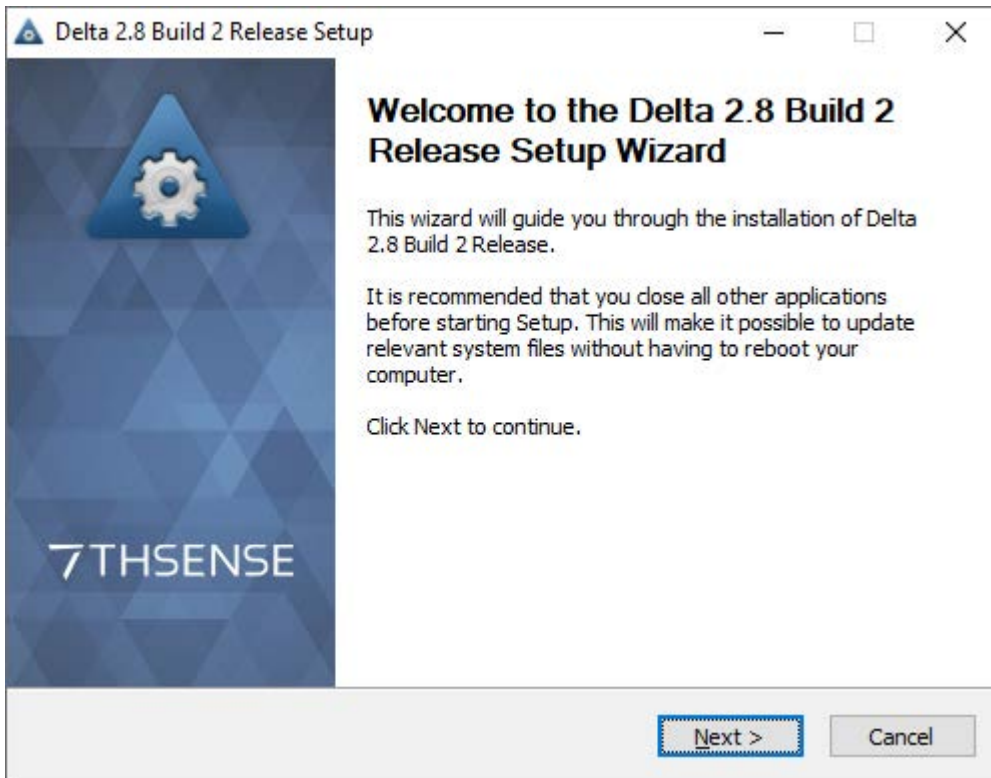 Delta 2.8 Build 2 Release Setup
Welcome to the Delta 2.8 Build 2
Release Setup Wizard
This wizard will guide you through the installation of Delta
2.8 Build 2 Release.
It is recommended that you close all other applications
before starting Setup. This will make it possible to update
relevant system files without having to reboot your
computer.
Click Next to continue.
7THSENSE
Next >
Cancel